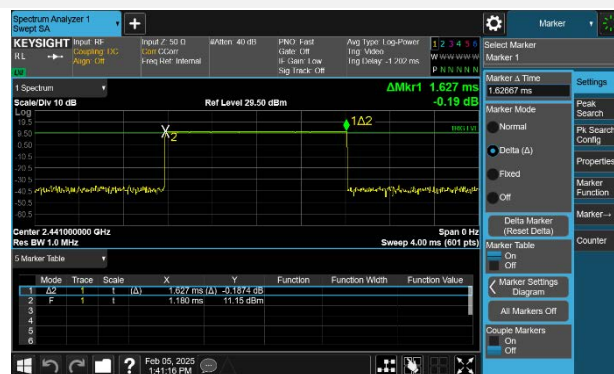 Spectrum Analyzer 1
Swept SA
Marker
KEYSIGHT
RL
Input: RF
Coupling: DC
Align: Off
Input Z: 50 Ω
Corr CCorr
Freq Ref: Internal
#Atten: 40 dB
PNO: Fast
Gate: Off
IF Gain: Low
Sig Track: Off
Avg Type: Log-Power
Trig: Video
Trig Delay: -1.202 ms
1 2 3 4 5 6
W W W W W W
P N N N N N
LW
1 Spectrum
ΔMkr1 1.627 ms
Scale/Div 10 dB
Ref Level 29.50 dBm
-0.19 dB
Log
19.5
9.50
-0.50
-10.5
-20.5
-30.5
-40.5
-50.5
-60.5
X2
1Δ2
TRIG LVL
Center 2.441000000 GHz
Span 0 Hz
Res BW 1.0 MHz
Sweep 4.00 ms (601 pts)
5 Marker Table
Mode Trace Scale X Y Function Function Width Function Value
1 Δ2 1 t (Δ) 1.627 ms (Δ) -0.1874 dB
2 F 1 t 1.180 ms 11.15 dBm
3
4
5
6
Feb 05, 2025
1:41:16 PM
Select Marker
Marker 1
Marker Δ Time
1.62667 ms
Marker Mode
Normal
Delta (Δ)
Fixed
Off
Delta Marker
(Reset Delta)
Marker Table
On
Off
Marker Settings
Diagram
All Markers Off
Couple Markers
On
Off
Settings
Peak
Search
Pk Search
Config
Properties
Marker
Function
Marker→
Counter